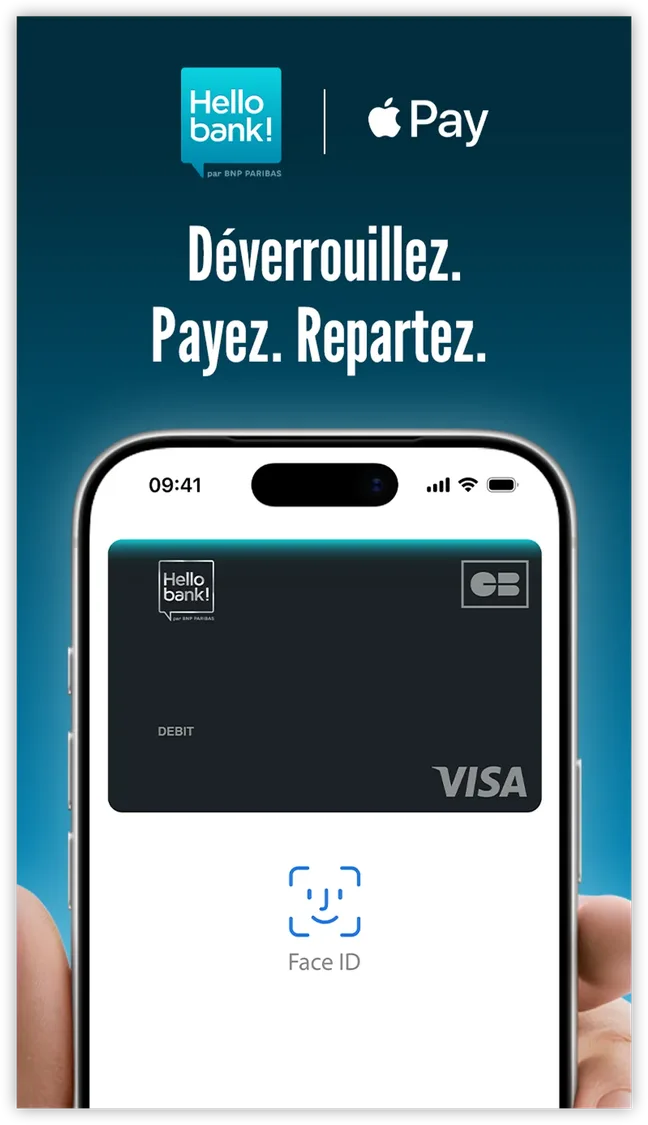 Hello
bank!
par BNP PARIBAS
Pay
Déverrouillez.
Payez. Repartez.
09:41
Hello
bank!
par BNP PARIBAS
CB
DEBIT
VISA
Face ID